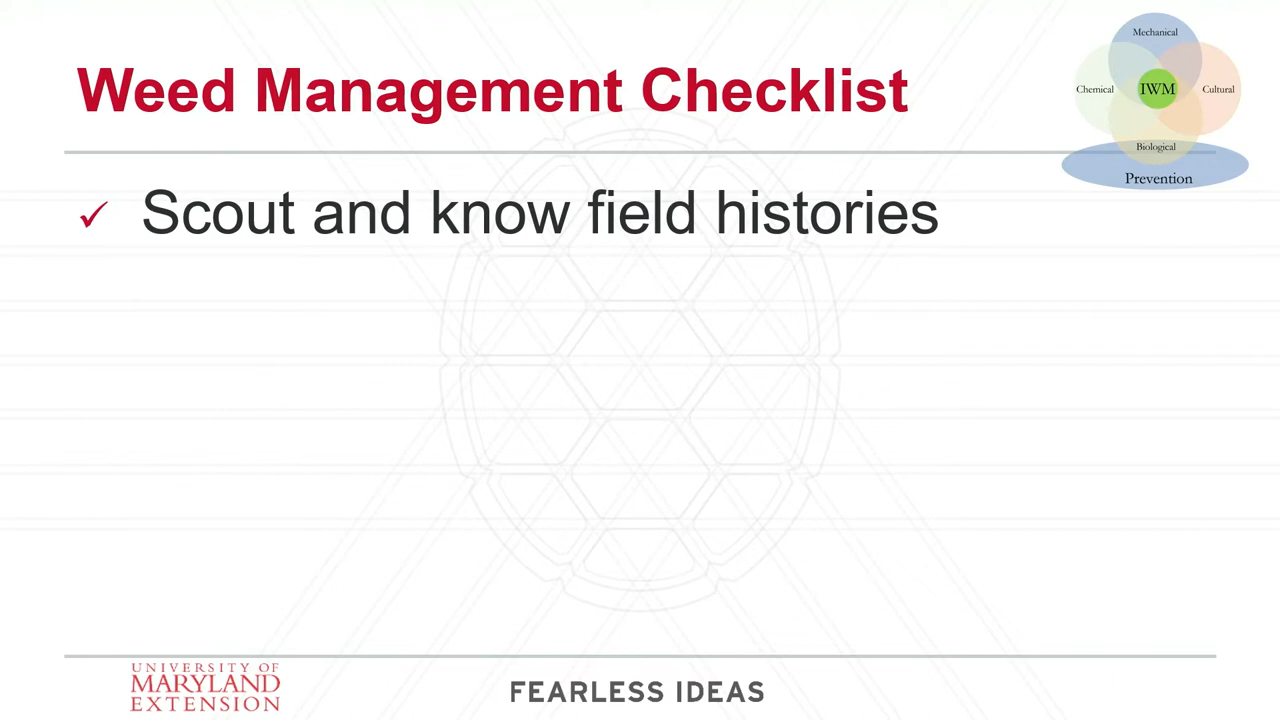 Weed Management Checklist
Mechanical
Chemical
IWM
Cultural
Biological
Prevention
✓ Scout and know field histories
UNIVERSITY OF
MARYLAND
EXTENSION
FEARLESS IDEAS